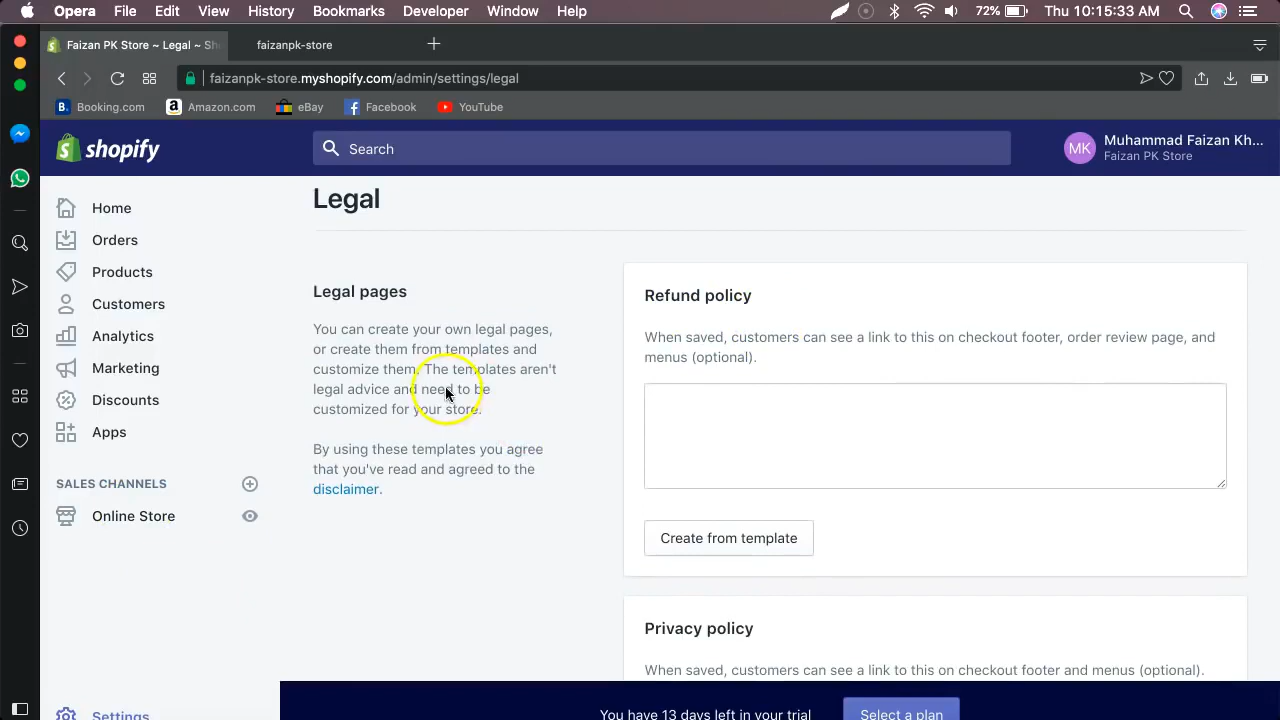 Opera File Edit View History Bookmarks Developer Window Help 72% Thu 10:15:33 AM
Faizan PK Store ~ Legal ~ Sh faizanpk-store
faizanpk-store.myshopify.com/admin/settings/legal
B. Booking.com a Amazon.com eBay Facebook YouTube
shopify Search MK Muhammad Faizan Kh...
Faizan PK Store
Legal
Home
Orders
Products
Customers
Analytics
Marketing
Discounts
Apps
SALES CHANNELS
Online Store
Settings
Legal pages
You can create your own legal pages,
or create them from templates and
customize them. The templates aren't
legal advice and need to be
customized for your store.
By using these templates you agree
that you've read and agreed to the
disclaimer.
Refund policy
When saved, customers can see a link to this on checkout footer, order review page, and
menus (optional).
Create from template
Privacy policy
When saved, customers can see a link to this on checkout footer and menus (optional).
You have 13 days left in your trial Select a plan